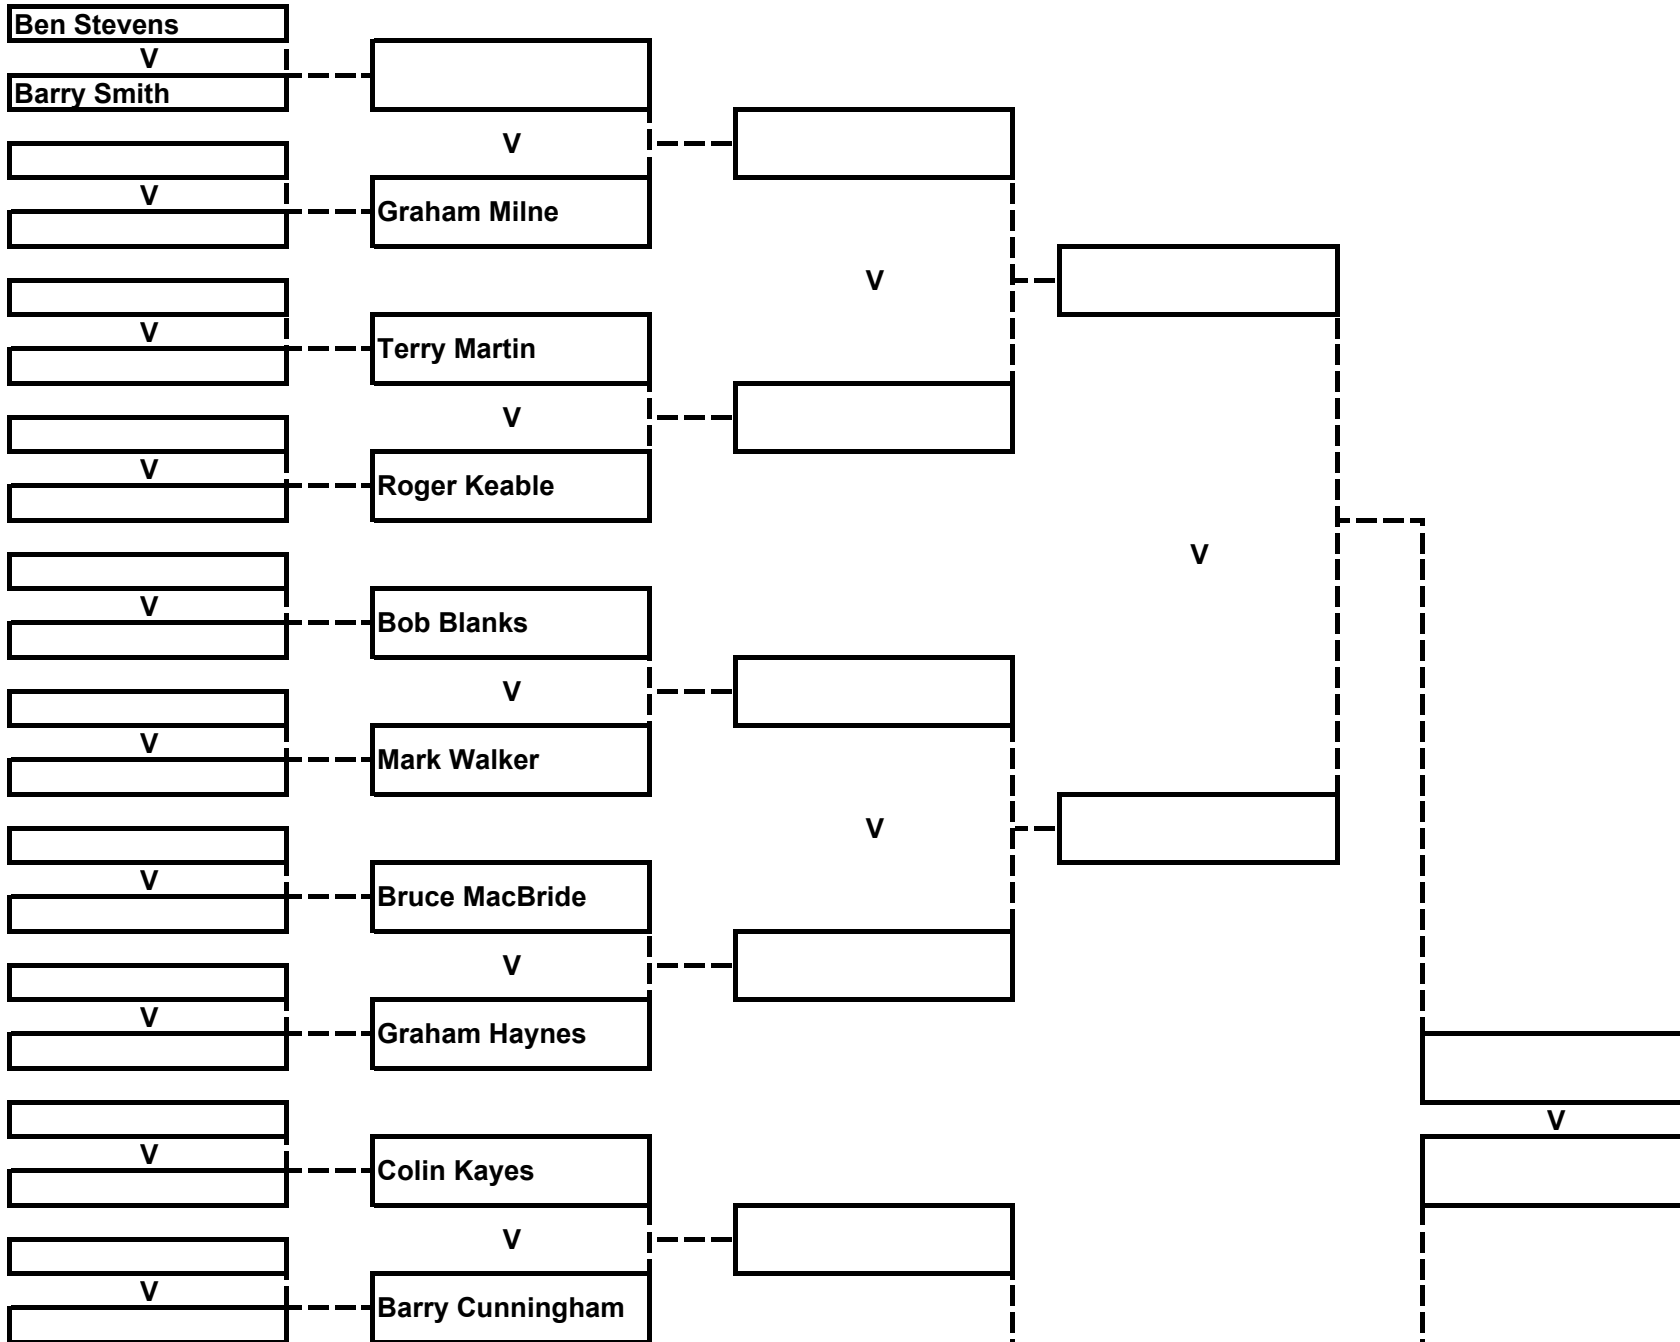 Ben Stevens
V
Barry Smith
V
V
Graham Milne
V
V
Terry Martin
V
V
Roger Keable
V
V
Bob Blanks
V
V
Mark Walker
V
V
Bruce MacBride
V
V
Graham Haynes
V
V
Colin Kayes
V
V
V
Barry Cunningham